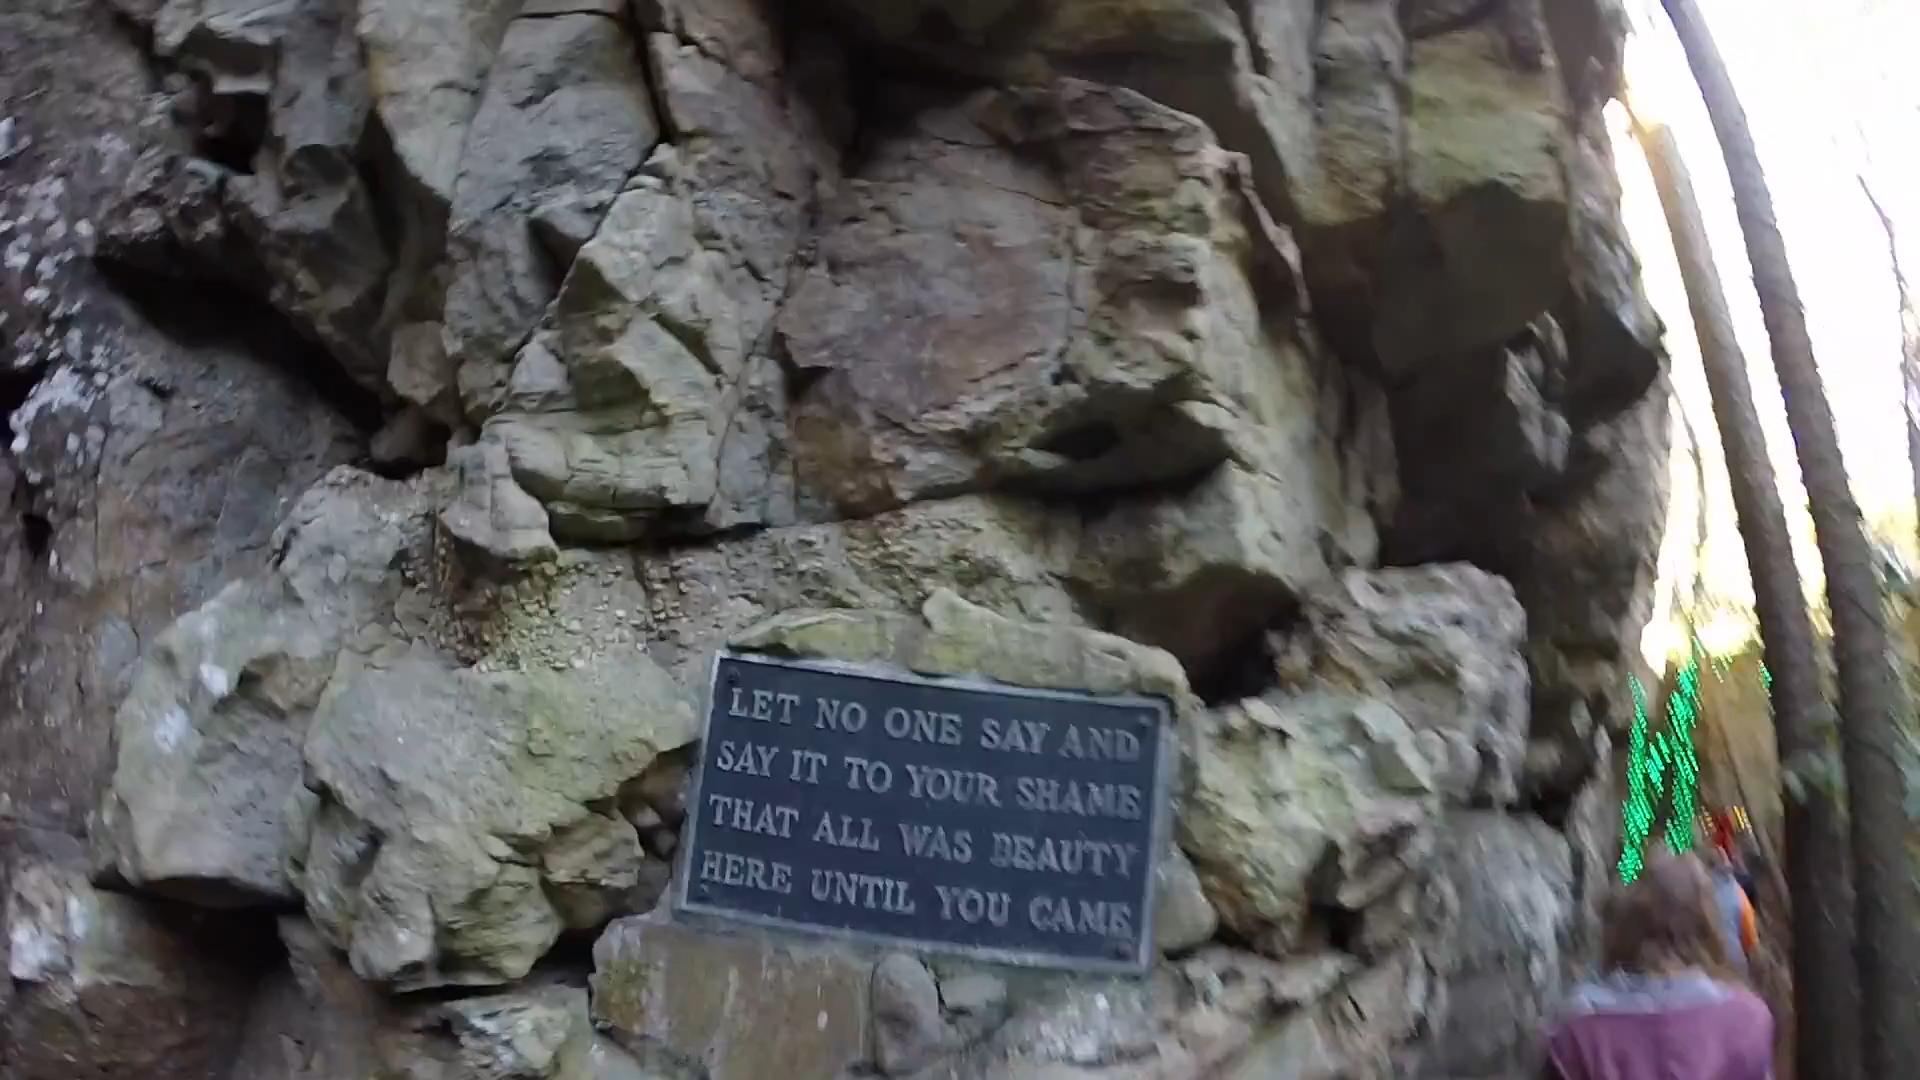 LET NO ONE SAY AND
SAY IT TO YOUR SHAME
THAT ALL WAS BEAUTY
HERE UNTIL YOU CAME